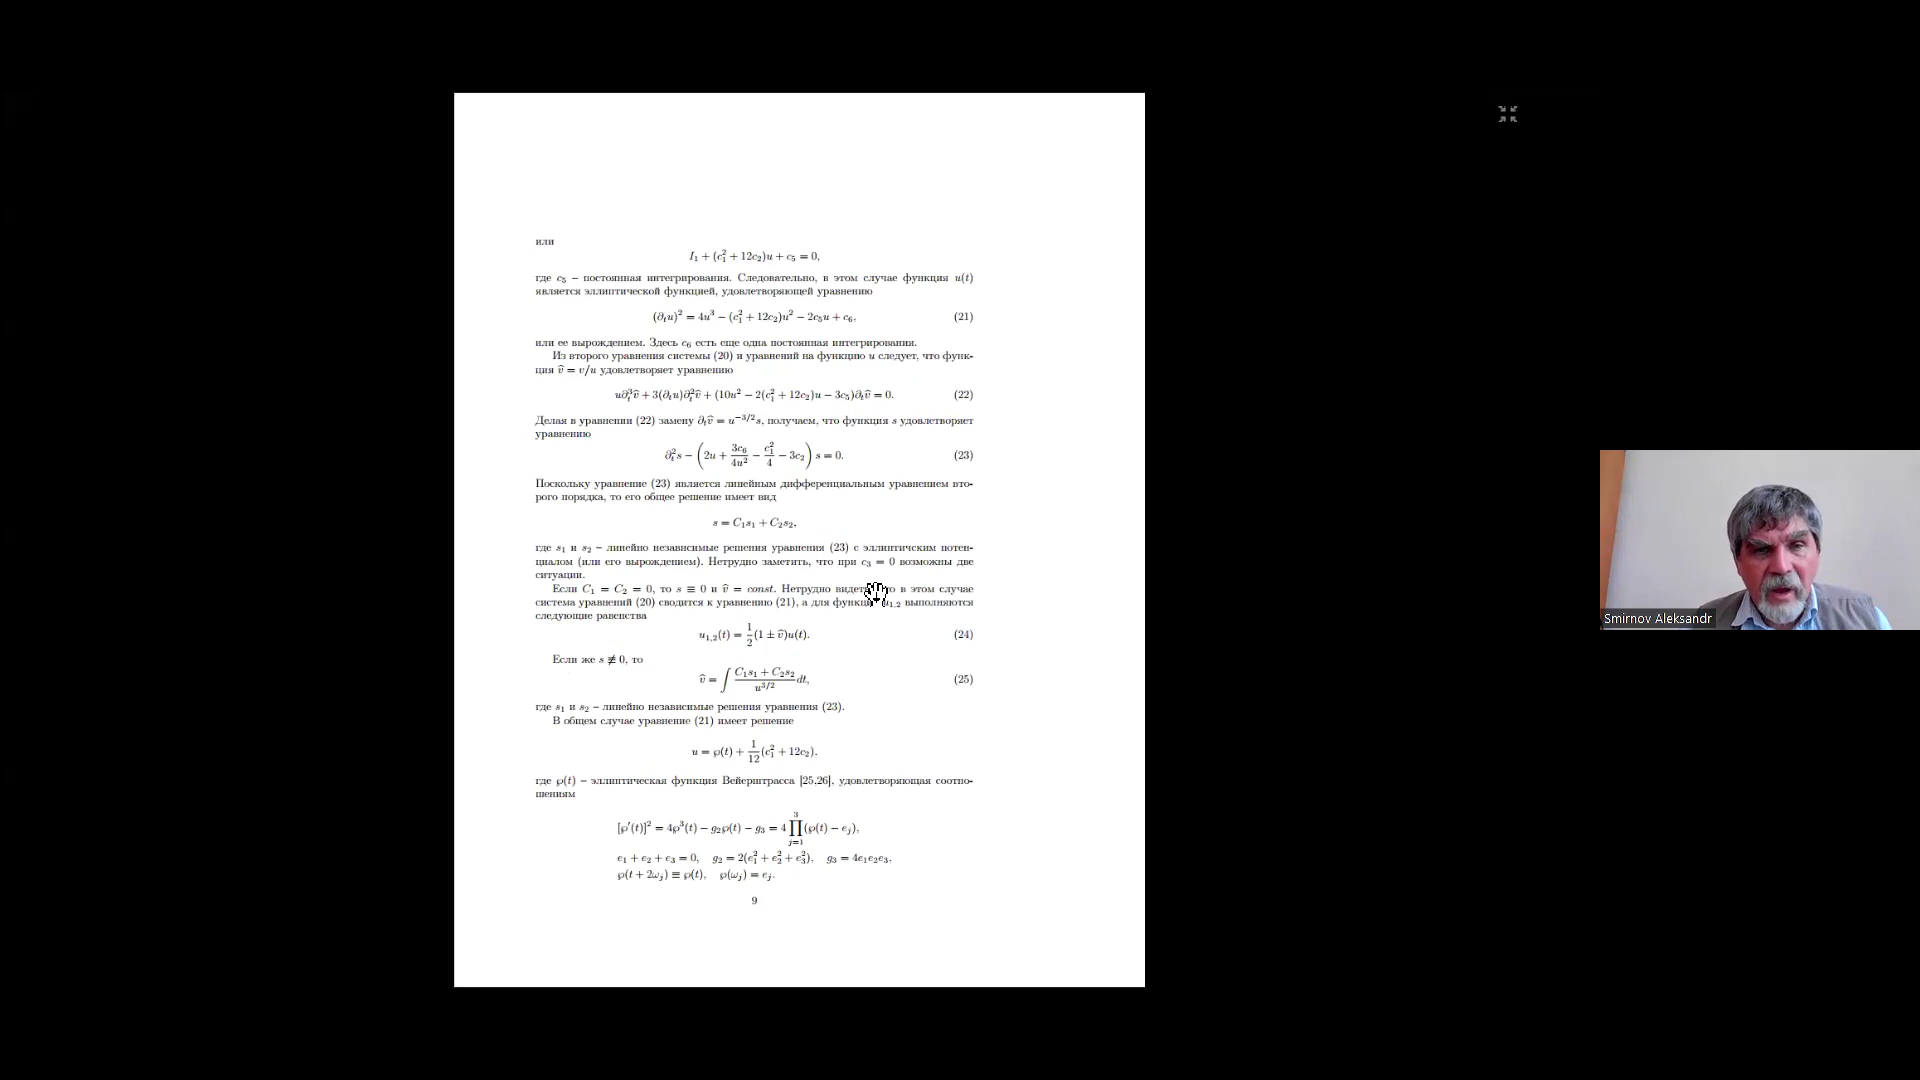 или
I₁ + (c₁² + 12c₂)u + c₅ = 0,
где c₅ – постоянная интегрирования. Следовательно, в этом случае функция u(t)
является эллиптической функцией, удовлетворяющей уравнению
(∂ₜu)² = 4u³ − (c₁² + 12c₂)u² − 2c₅u + c₆, (21)
или ее вырождением. Здесь c₆ есть еще одна постоянная интегрирования.
Из второго уравнения системы (20) и уравнений на функцию u следует, что функ-
ция v̂ = v/u удовлетворяет уравнению
u∂ₜ³v̂ + 3(∂ₜu)∂ₜ²v̂ + (10u² − 2(c₁² + 12c₂)u − 3c₅)∂ₜv̂ = 0. (22)
Делая в уравнении (22) замену ∂ₜv̂ = u^{−3/2}s, получаем, что функция s удовлетворяет
уравнению
∂ₜ²s − (2u + 3c₆/4u² − c₁²/4 − 3c₂) s = 0. (23)
Поскольку уравнение (23) является линейным дифференциальным уравнением вто-
рого порядка, то его общее решение имеет вид
s = C₁s₁ + C₂s₂,
где s₁ и s₂ – линейно независимые решения уравнения (23) с эллиптичским потен-
циалом (или его вырождением). Нетрудно заметить, что при c₃ = 0 возможны две
ситуации.
Если C₁ = C₂ = 0, то s ≡ 0 и v̂ = const. Нетрудно видеть что в этом случае
система уравнений (20) сводится к уравнению (21), а для функций u₁,₂ выполняются
следующие равенства
u₁,₂(t) = 1/2(1 ± v̂)u(t). (24)
Если же s ≢ 0, то
v̂ = ∫ (C₁s₁ + C₂s₂)/u^{3/2} dt, (25)
где s₁ и s₂ – линейно независимые решения уравнения (23).
В общем случае уравнение (21) имеет решение
u = ℘(t) + 1/12(c₁² + 12c₂),
где ℘(t) – эллиптическая функция Вейерштрасса [25,26], удовлетворяющая соотно-
шениям
[℘′(t)]² = 4℘³(t) − g₂℘(t) − g₃ = 4 ∏_{j=1}^{3} (℘(t) − eⱼ),
e₁ + e₂ + e₃ = 0, g₂ = 2(e₁² + e₂² + e₃²), g₃ = 4e₁e₂e₃,
℘(t + 2ωⱼ) ≡ ℘(t), ℘(ωⱼ) = eⱼ.
9
Smirnov Aleksandr